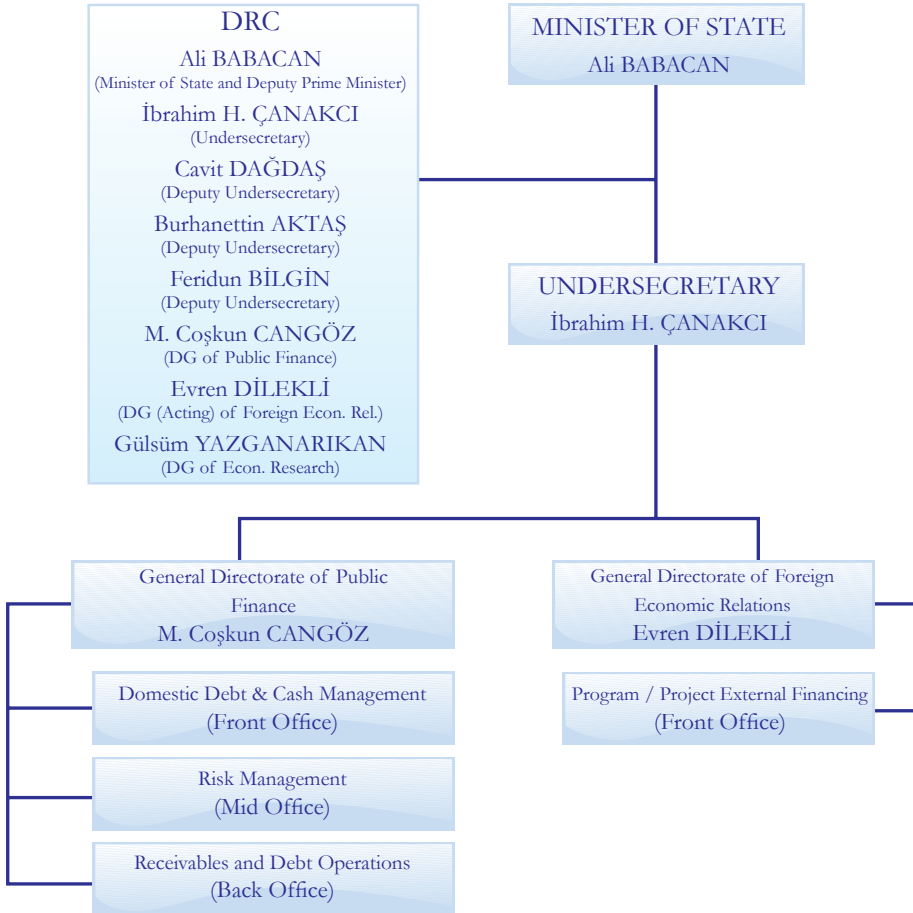 DRC
Ali BABACAN
(Minister of State and Deputy Prime Minister)
İbrahim H. ÇANAKCI
(Undersecretary)
Cavit DAĞDAŞ
(Deputy Undersecretary)
Burhanettin AKTAŞ
(Deputy Undersecretary)
Feridun BİLGİN
(Deputy Undersecretary)
M. Coşkun CANGÖZ
(DG of Public Finance)
Evren DİLEKLİ
(DG (Acting) of Foreign Econ. Rel.)
Gülsüm YAZGANARIKAN
(DG of Econ. Research)
MINISTER OF STATE
Ali BABACAN
UNDERSECRETARY
İbrahim H. ÇANAKCI
General Directorate of Public
Finance
M. Coşkun CANGÖZ
Domestic Debt & Cash Management
(Front Office)
Risk Management
(Mid Office)
Receivables and Debt Operations
(Back Office)
General Directorate of Foreign
Economic Relations
Evren DİLEKLİ
Program / Project External Financing
(Front Office)